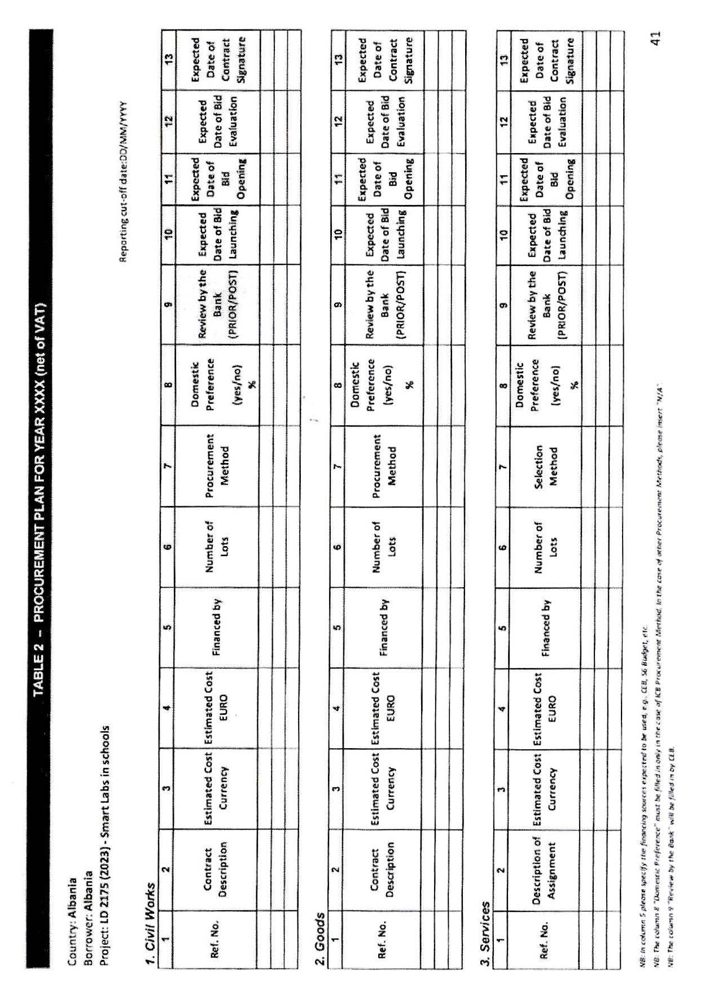 TABLE 2 – PROCUREMENT PLAN FOR YEAR XXXX (net of VAT)
Country: Albania
Borrower: Albania
Project: LD 2175 (2023) - Smart Labs in schools
Reporting cut-off date:DD/MM/YYYY
1. Civil Works
1 2 3 4 5 6 7 8 9 10 11 12 13
Ref. No.
Contract
Description
Estimated Cost
Currency
Estimated Cost
EURO
Financed by
Number of
Lots
Procurement
Method
Domestic
Preference
(yes/no)
%
Review by the
Bank
(PRIOR/POST)
Expected
Date of Bid
Launching
Expected
Date of
Bid
Opening
Expected
Date of Bid
Evaluation
Expected
Date of
Contract
Signature
2. Goods
1 2 3 4 5 6 7 8 9 10 11 12 13
Ref. No.
Contract
Description
Estimated Cost
Currency
Estimated Cost
EURO
Financed by
Number of
Lots
Procurement
Method
Domestic
Preference
(yes/no)
%
Review by the
Bank
(PRIOR/POST)
Expected
Date of Bid
Launching
Expected
Date of
Bid
Opening
Expected
Date of Bid
Evaluation
Expected
Date of
Contract
Signature
3. Services
1 2 3 4 5 6 7 8 9 10 11 12 13
Ref. No.
Description of
Assignment
Estimated Cost
Currency
Estimated Cost
EURO
Financed by
Number of
Lots
Selection
Method
Domestic
Preference
(yes/no)
%
Review by the
Bank
(PRIOR/POST)
Expected
Date of Bid
Launching
Expected
Date of
Bid
Opening
Expected
Date of Bid
Evaluation
Expected
Date of
Contract
Signature
NB: In column 5 please specify the financing sources expected to be used, e.g., CEB, SG Budget, etc.
NB: The column 8 "Domestic Preference" must be filled in only in the case of ICB Procurement Method. In the case of other Procurement Methods, please insert "N/A".
NB: The column 9 "Review by the Bank" will be filled in by CEB.
41